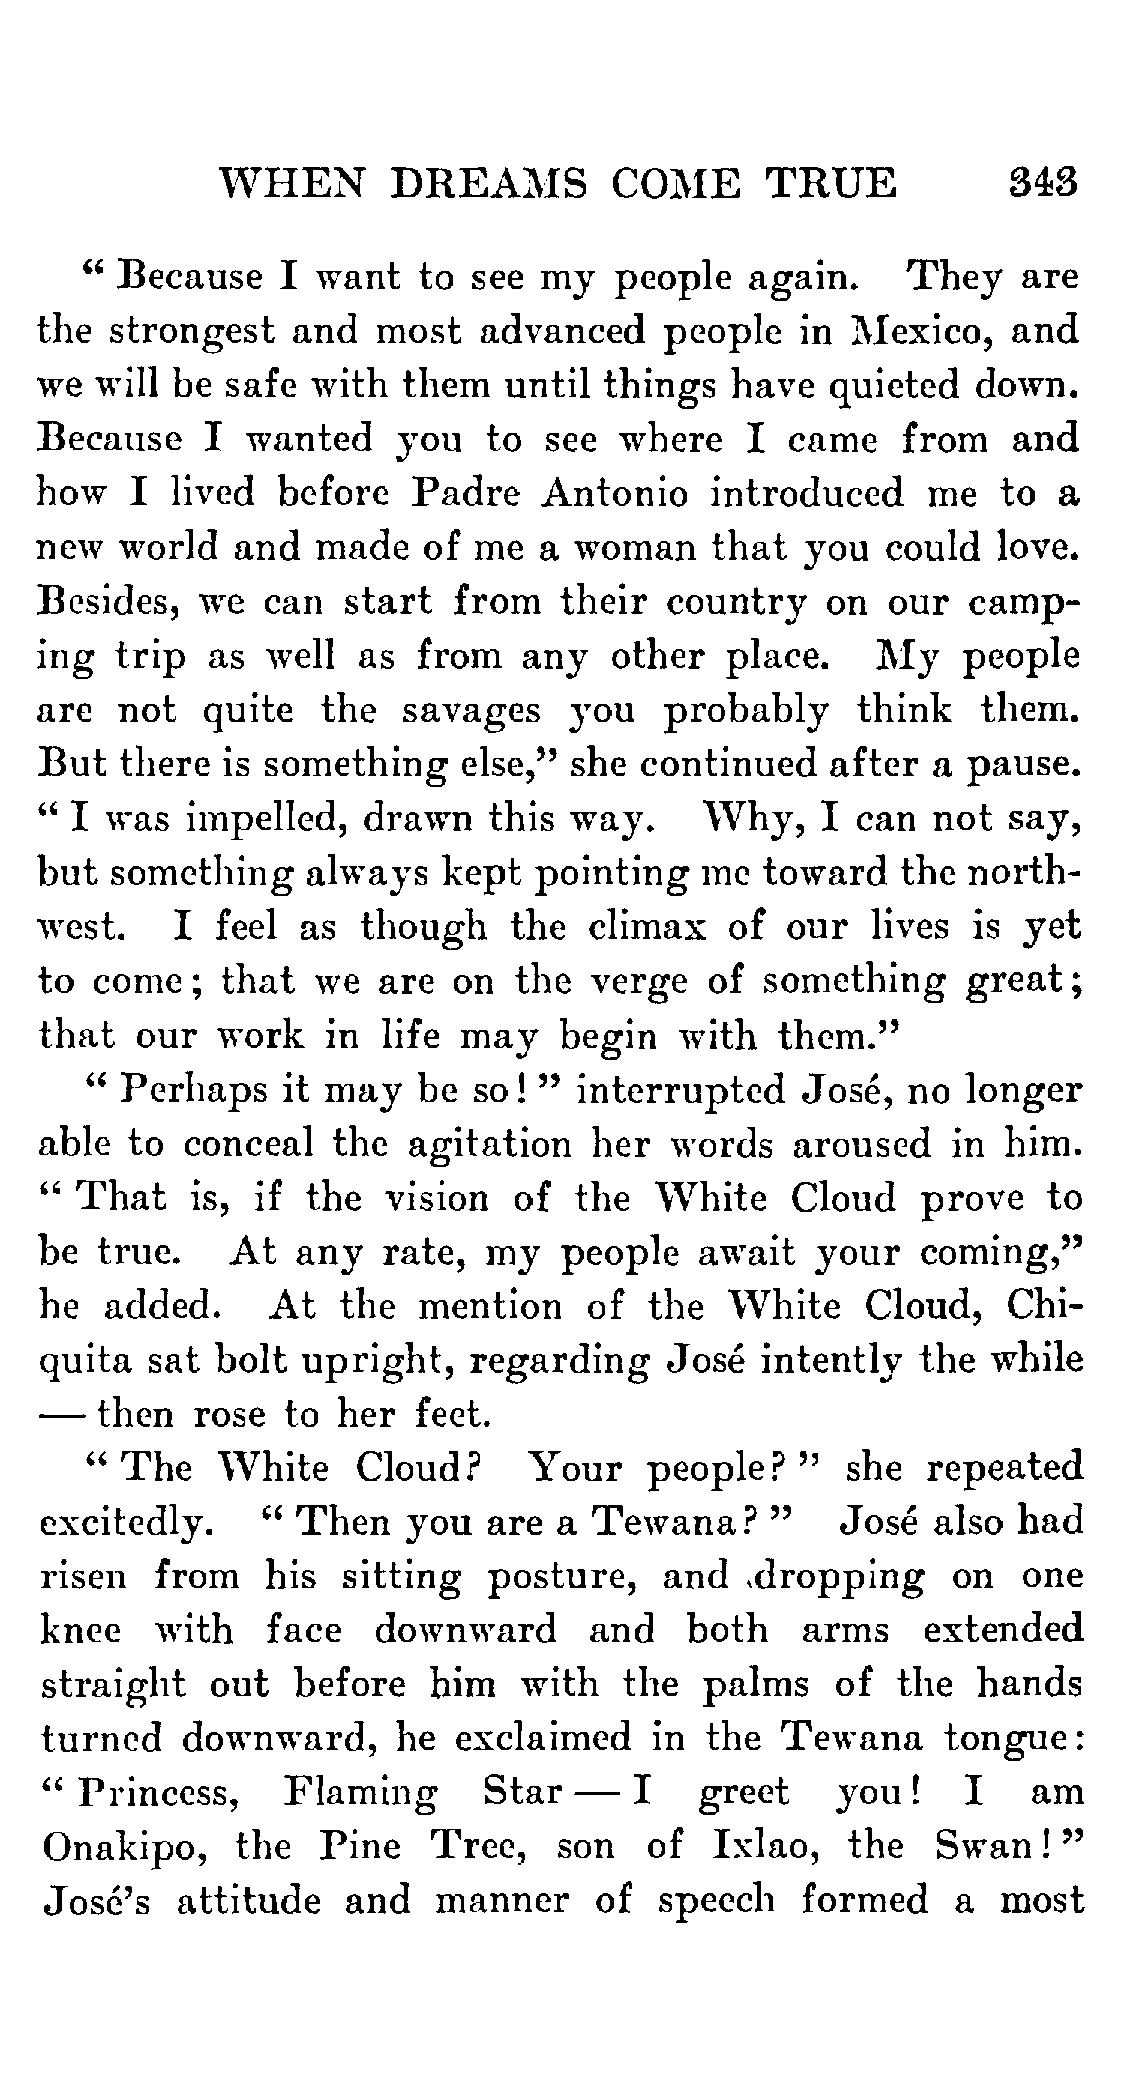 WHEN DREAMS COME TRUE 343
“ Because I want to see my people again. They are
the strongest and most advanced people in Mexico, and
we will be safe with them until things have quieted down.
Because I wanted you to see where I came from and
how I lived before Padre Antonio introduced me to a
new world and made of me a woman that you could love.
Besides, we can start from their country on our camp-
ing trip as well as from any other place. My people
are not quite the savages you probably think them.
But there is something else,” she continued after a pause.
“ I was impelled, drawn this way. Why, I can not say,
but something always kept pointing me toward the north-
west. I feel as though the climax of our lives is yet
to come; that we are on the verge of something great;
that our work in life may begin with them.”
“ Perhaps it may be so! ” interrupted José, no longer
able to conceal the agitation her words aroused in him.
“ That is, if the vision of the White Cloud prove to
be true. At any rate, my people await your coming,”
he added. At the mention of the White Cloud, Chi-
quita sat bolt upright, regarding José intently the while
— then rose to her feet.
“ The White Cloud? Your people? ” she repeated
excitedly. “ Then you are a Tewana? ” José also had
risen from his sitting posture, and dropping on one
knee with face downward and both arms extended
straight out before him with the palms of the hands
turned downward, he exclaimed in the Tewana tongue:
“ Princess, Flaming Star — I greet you! I am
Onakipo, the Pine Tree, son of Ixlao, the Swan! ”
José’s attitude and manner of speech formed a most